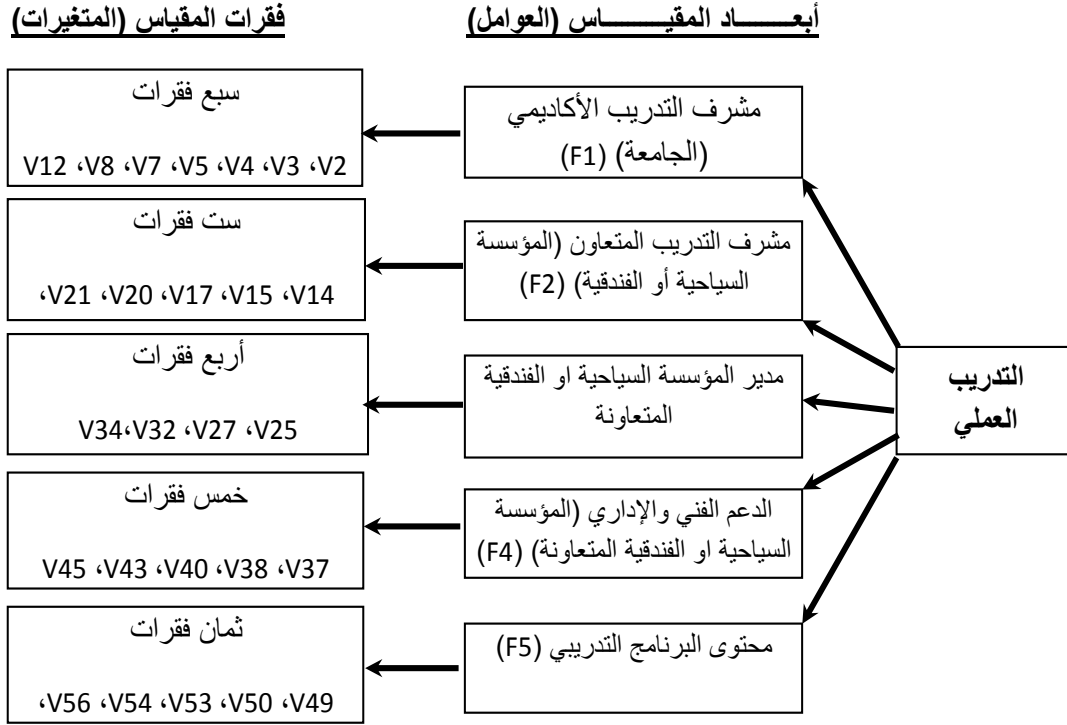 أبعـــــــاد المقيـــــــاس (العوامل)
فقرات المقياس (المتغيرات)
التدريب
العملي
مشرف التدريب الأكاديمي
(الجامعة) (F1)
سبع فقرات
V2، V3، V4، V5، V7، V8، V12
مشرف التدريب المتعاون (المؤسسة
السياحية أو الفندقية) (F2)
ست فقرات
V14، V15، V17، V20، V21،
مدير المؤسسة السياحية او الفندقية
المتعاونة
أربع فقرات
V25، V27، V32،V34
الدعم الفني والإداري (المؤسسة
السياحية او الفندقية المتعاونة) (F4)
خمس فقرات
V37، V38، V40، V43، V45
محتوى البرنامج التدريبي (F5)
ثمان فقرات
V49، V50، V53، V54، V56،